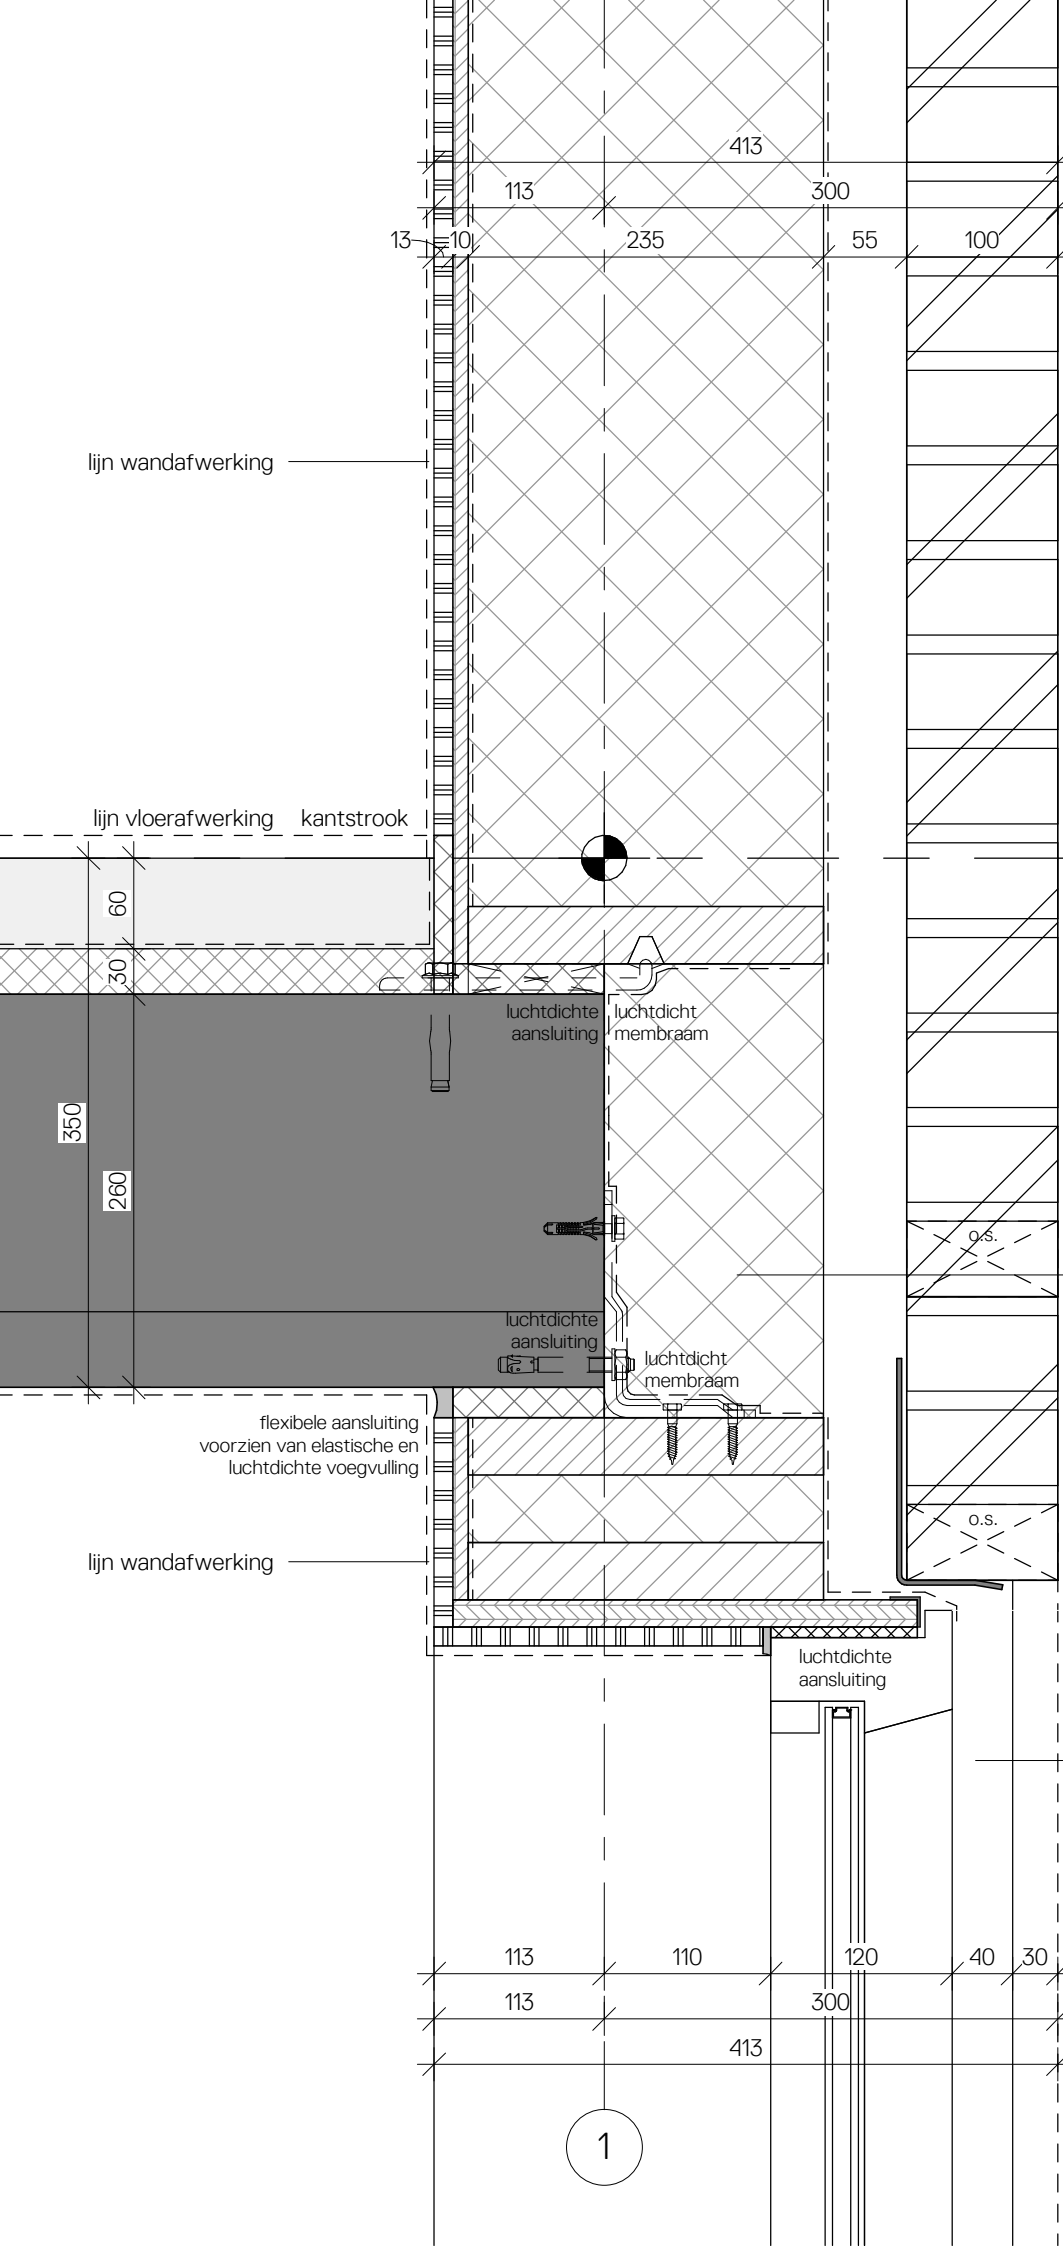 413
113 300
13 10 235 55 100
lijn wandafwerking
lijn vloerafwerking kantstrook
60
30
luchtdichte
aansluiting
luchtdicht
membraam
350
260
o.s.
luchtdichte
aansluiting
luchtdicht
membraam
flexibele aansluiting
voorzien van elastische en
luchtdichte voegvulling
o.s.
lijn wandafwerking
luchtdichte
aansluiting
113 110 120 40 30
113 300
413
1